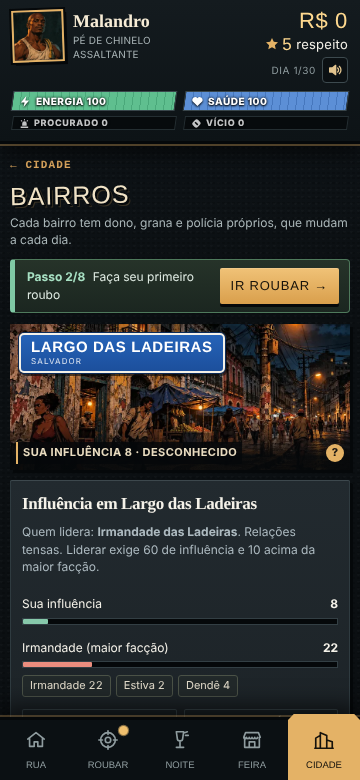 Malandro
PÉ DE CHINELO
ASSALTANTE
R$ 0
5 respeito
DIA 1/30
ENERGIA 100
SAÚDE 100
PROCURADO 0
VÍCIO 0
← CIDADE
BAIRROS
Cada bairro tem dono, grana e polícia próprios, que mudam
a cada dia.
Passo 2/8 Faça seu primeiro
roubo
IR ROUBAR →
LARGO DAS LADEIRAS
SALVADOR
SUA INFLUÊNCIA 8 · DESCONHECIDO
?
Influência em Largo das Ladeiras
Quem lidera: Irmandade das Ladeiras. Relações
tensas. Liderar exige 60 de influência e 10 acima da
maior facção.
Sua influência 8
Irmandade (maior facção) 22
Irmandade 22
Estiva 2
Dendê 4
RUA
ROUBAR
NOITE
FEIRA
CIDADE